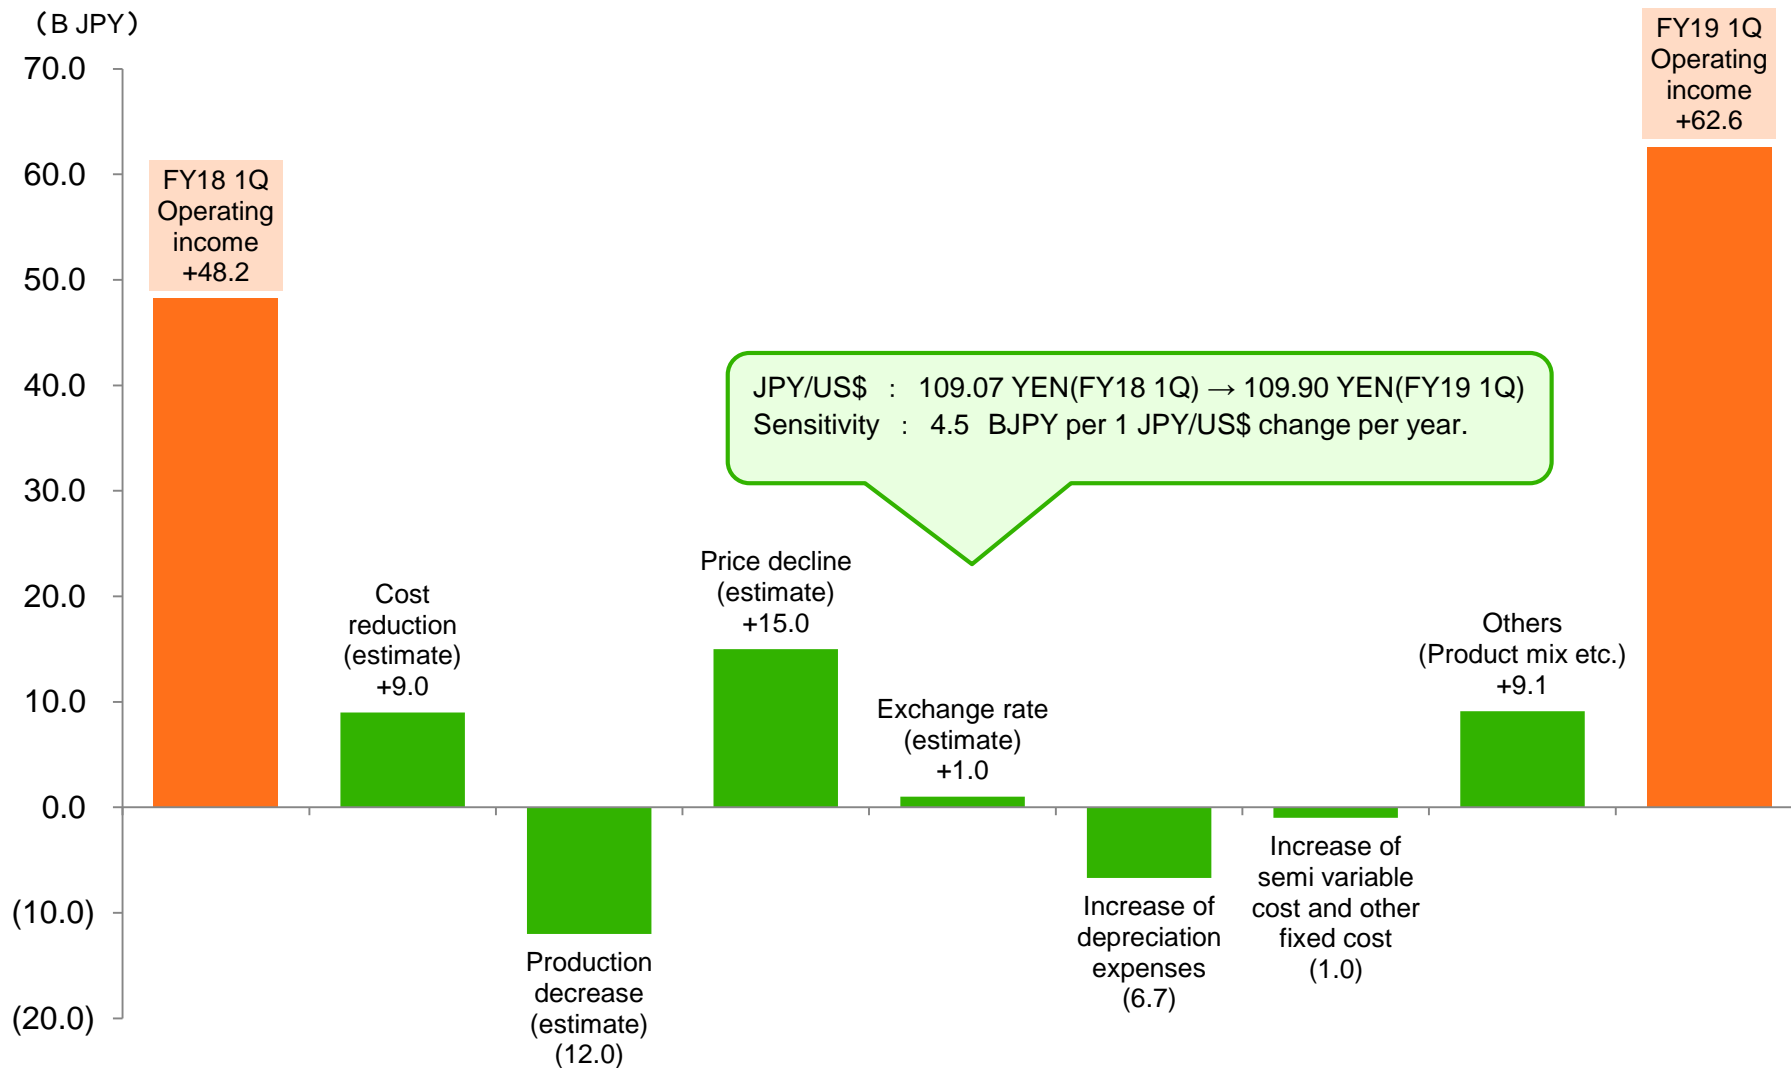 （B JPY）
70.0
60.0
50.0
40.0
30.0
20.0
10.0
0.0
(10.0)
(20.0)
FY18 1Q
Operating
income
+48.2
Cost
reduction
(estimate)
+9.0
Production
decrease
(estimate)
(12.0)
Price decline
(estimate)
+15.0
JPY/US$ ： 109.07 YEN(FY18 1Q) → 109.90 YEN(FY19 1Q)
Sensitivity ： 4.5 BJPY per 1 JPY/US$ change per year.
Exchange rate
(estimate)
+1.0
Increase of
depreciation
expenses
(6.7)
Increase of
semi variable
cost and other
fixed cost
(1.0)
Others
(Product mix etc.)
+9.1
FY19 1Q
Operating
income
+62.6